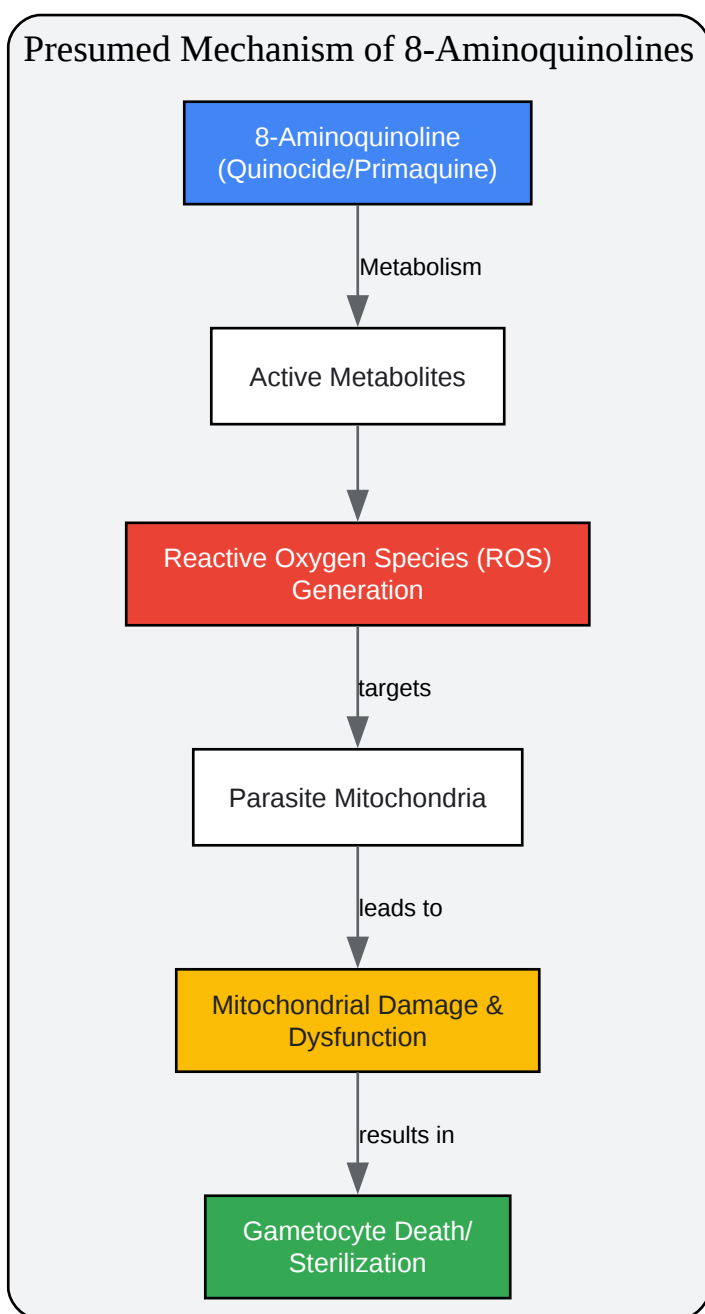 Presumed Mechanism of 8-Aminoquinolines
8-Aminoquinoline
(Quinocide/Primaquine)
Metabolism
Active Metabolites
Reactive Oxygen Species (ROS)
Generation
targets
Parasite Mitochondria
leads to
Mitochondrial Damage &
Dysfunction
results in
Gametocyte Death/
Sterilization